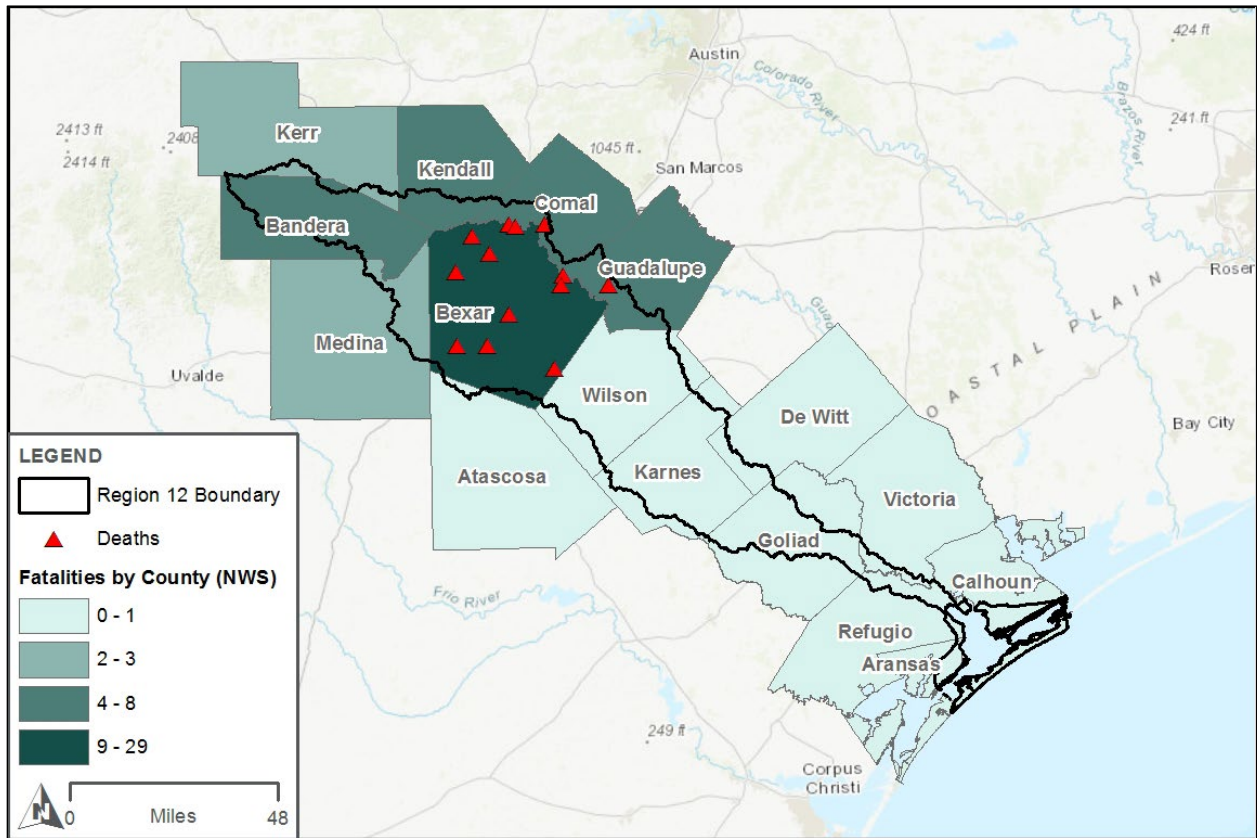 424 ft
Austin
Colorado River
Brazos River
241 ft
2413 ft
2408
2414 ft
Kerr
1045 ft
San Marcos
Kendall
Comal
Bandera
Guadalupe
Rosen
Guad
COASTAL PLAIN
Bexar
Medina
Uvalde
Wilson
De Witt
Bay City
Atascosa
Karnes
Victoria
Goliad
Calhoun
Frio River
Refugio
Aransas
249 ft
Corpus
Christi
LEGEND
Region 12 Boundary
Deaths
Fatalities by County (NWS)
0 - 1
2 - 3
4 - 8
9 - 29
N
0 Miles 48